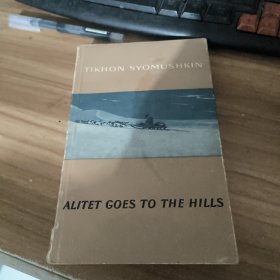 TIKHON SYOMUSHKIN
ALITET GOES TO THE HILLS